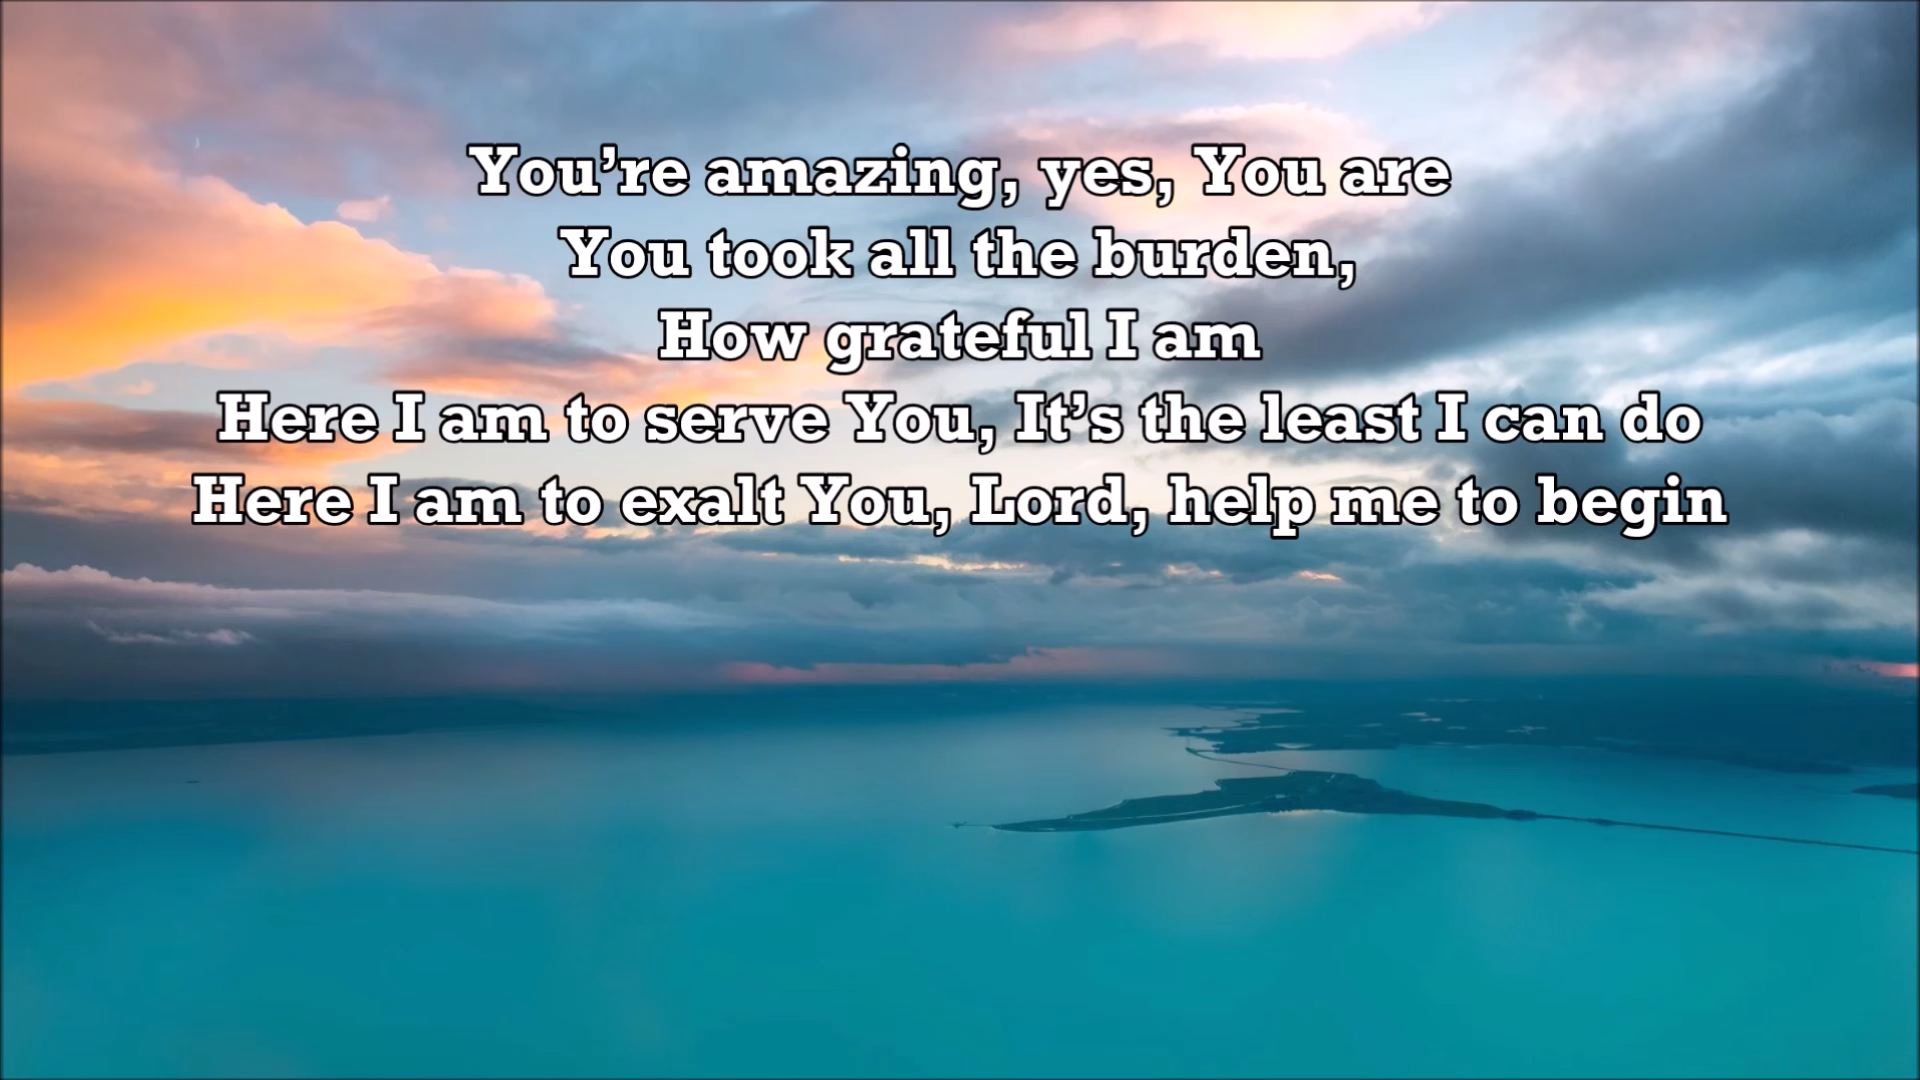 You’re amazing, yes, You are
You took all the burden,
How grateful I am
Here I am to serve You, It’s the least I can do
Here I am to exalt You, Lord, help me to begin